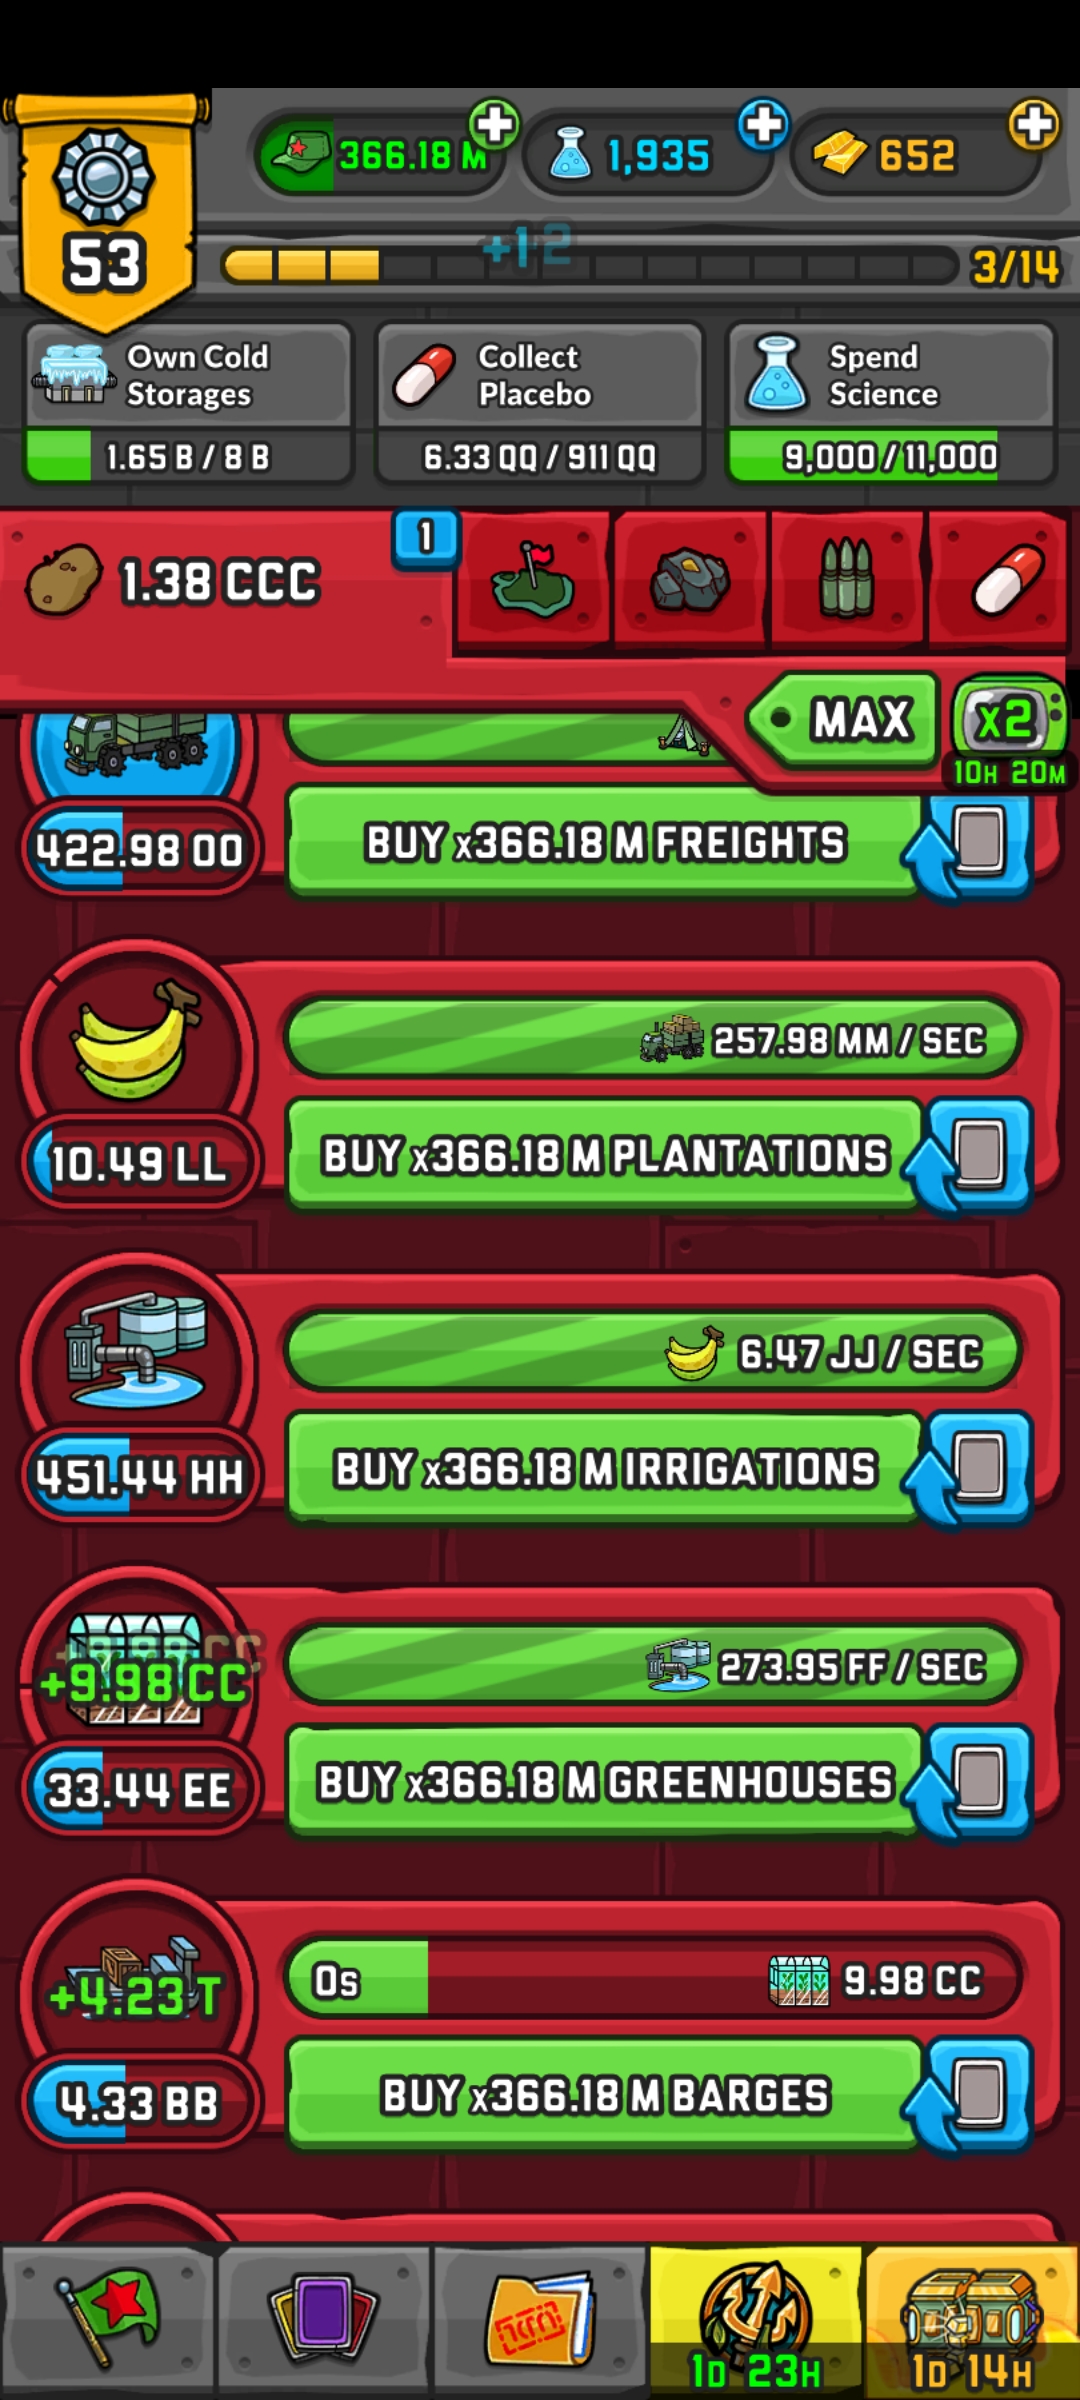 366.18 M
1,935
652
53
+12
3/14
Own Cold
Storages
1.65 B / 8 B
Collect
Placebo
6.33 QQ / 911 QQ
Spend
Science
9,000 / 11,000
1.38 CCC
1
MAX
x2
10H 20M
422.98 OO
BUY x366.18 M FREIGHTS
257.98 MM / SEC
10.49 LL
BUY x366.18 M PLANTATIONS
6.47 JJ / SEC
451.44 HH
BUY x366.18 M IRRIGATIONS
+9.98 CC
+9.98 CC
273.95 FF / SEC
33.44 EE
BUY x366.18 M GREENHOUSES
+4.23 T
0s
9.98 CC
4.33 BB
BUY x366.18 M BARGES
1D 23H
1D 14H